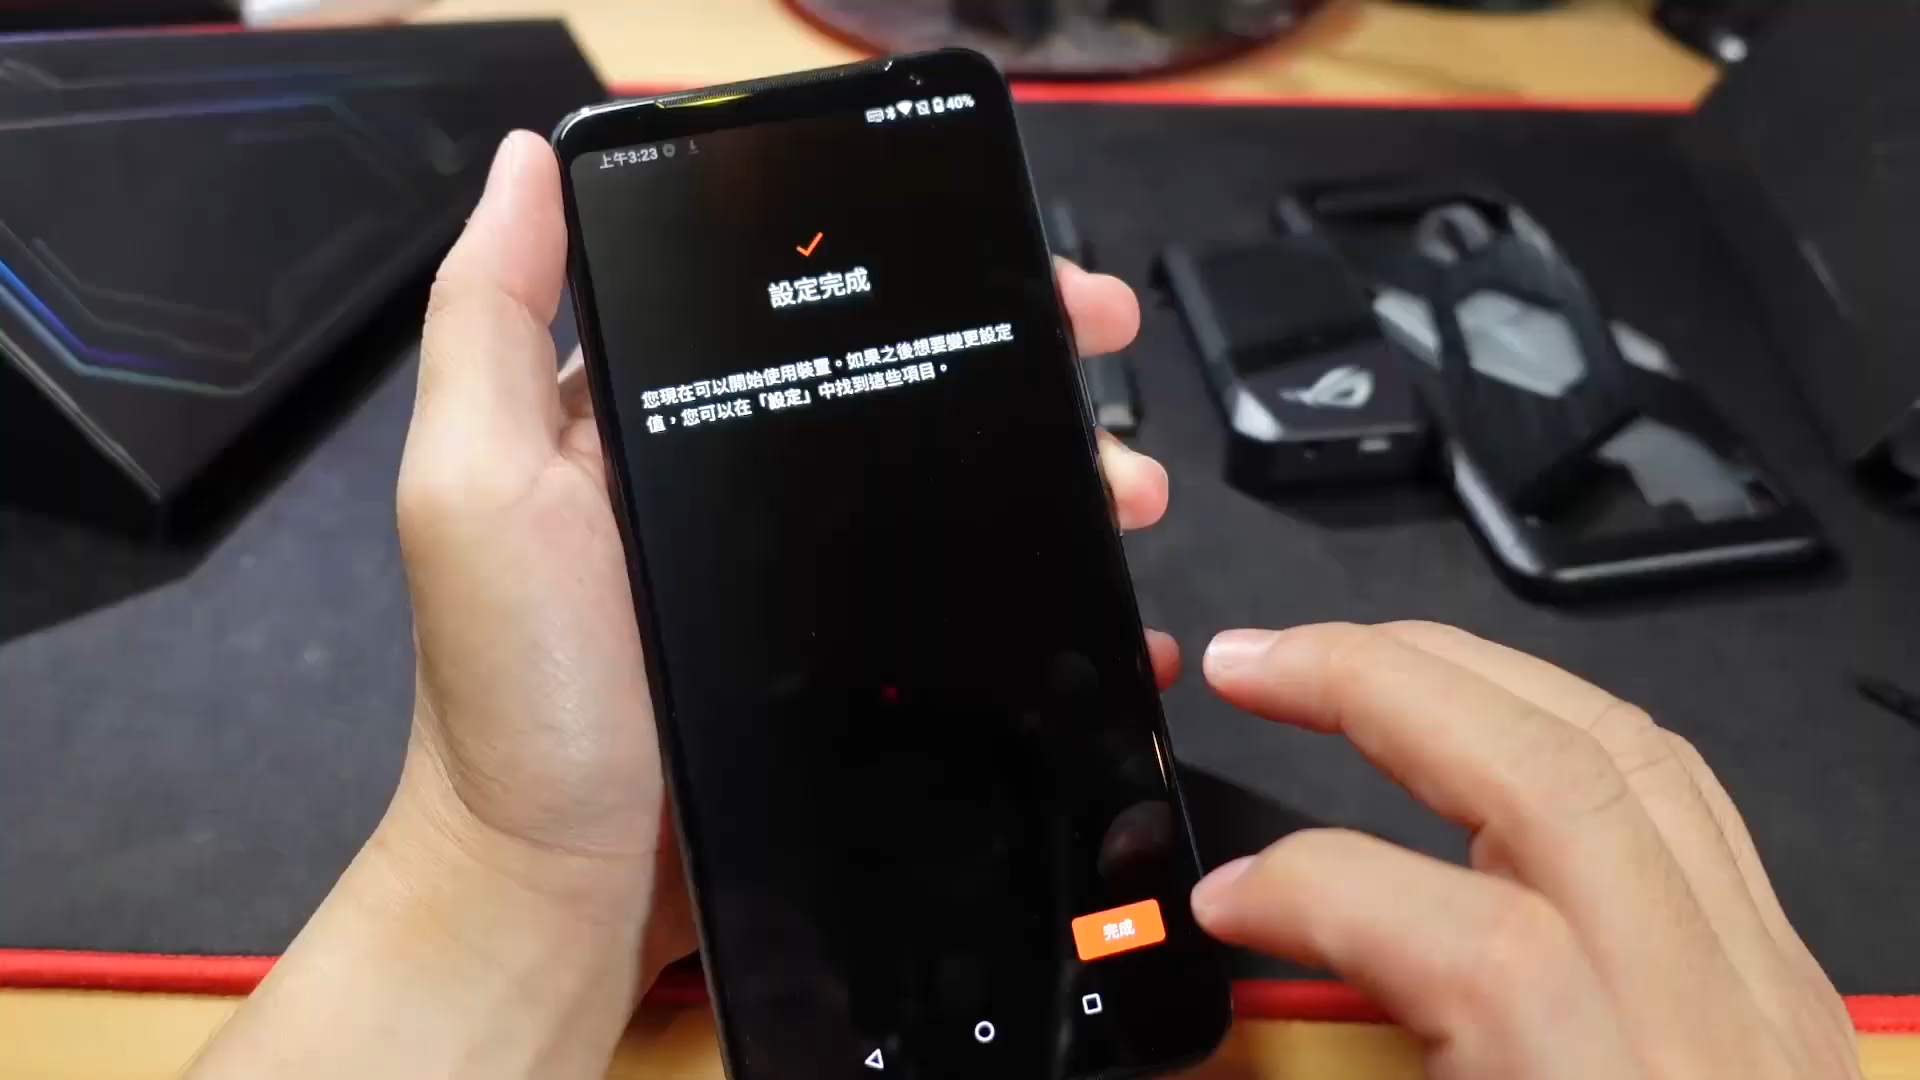 上午3:23
40%
設定完成
您現在可以開始使用裝置。如果之後想要變更設定
值，您可以在「設定」中找到這些項目。
完成